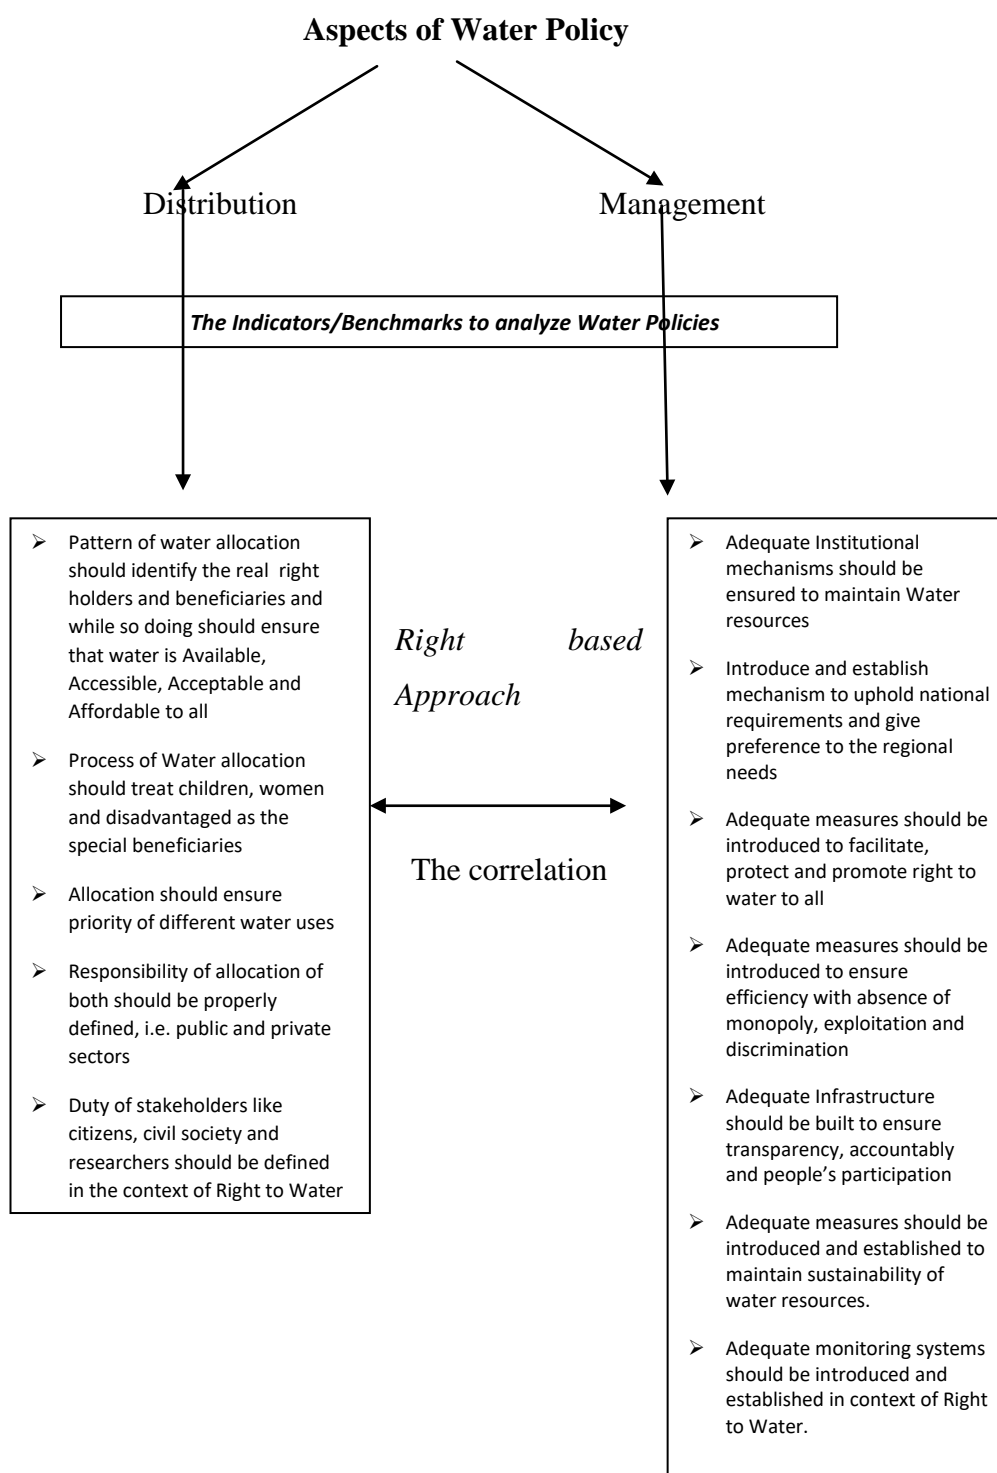 Aspects of Water Policy
Distribution
Management
The Indicators/Benchmarks to analyze Water Policies
➢ Pattern of water allocation
should identify the real right
holders and beneficiaries and
while so doing should ensure
that water is Available,
Accessible, Acceptable and
Affordable to all
➢ Process of Water allocation
should treat children, women
and disadvantaged as the
special beneficiaries
➢ Allocation should ensure
priority of different water uses
➢ Responsibility of allocation of
both should be properly
defined, i.e. public and private
sectors
➢ Duty of stakeholders like
citizens, civil society and
researchers should be defined
in the context of Right to Water
Right based
Approach
The correlation
➢ Adequate Institutional
mechanisms should be
ensured to maintain Water
resources
➢ Introduce and establish
mechanism to uphold national
requirements and give
preference to the regional
needs
➢ Adequate measures should be
introduced to facilitate,
protect and promote right to
water to all
➢ Adequate measures should be
introduced to ensure
efficiency with absence of
monopoly, exploitation and
discrimination
➢ Adequate Infrastructure
should be built to ensure
transparency, accountably
and people’s participation
➢ Adequate measures should be
introduced and established to
maintain sustainability of
water resources.
➢ Adequate monitoring systems
should be introduced and
established in context of Right
to Water.